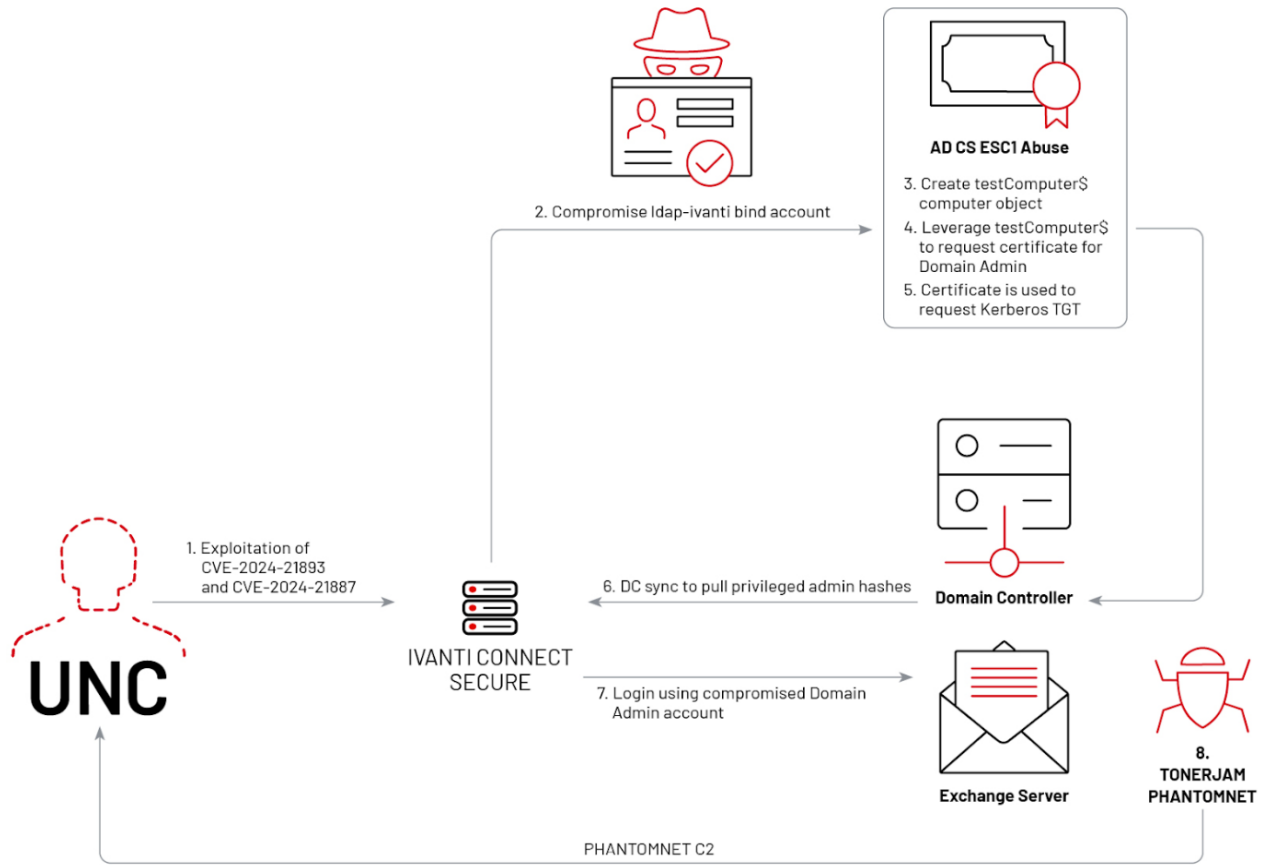 AD CS ESC1 Abuse
3. Create testComputer$
computer object
4. Leverage testComputer$
to request certificate for
Domain Admin
5. Certificate is used to
request Kerberos TGT
2. Compromise ldap-ivanti bind account
1. Exploitation of
CVE-2024-21893
and CVE-2024-21887
UNC
IVANTI CONNECT
SECURE
6. DC sync to pull privileged admin hashes
Domain Controller
7. Login using compromised Domain
Admin account
Exchange Server
8.
TONERJAM
PHANTOMNET
PHANTOMNET C2